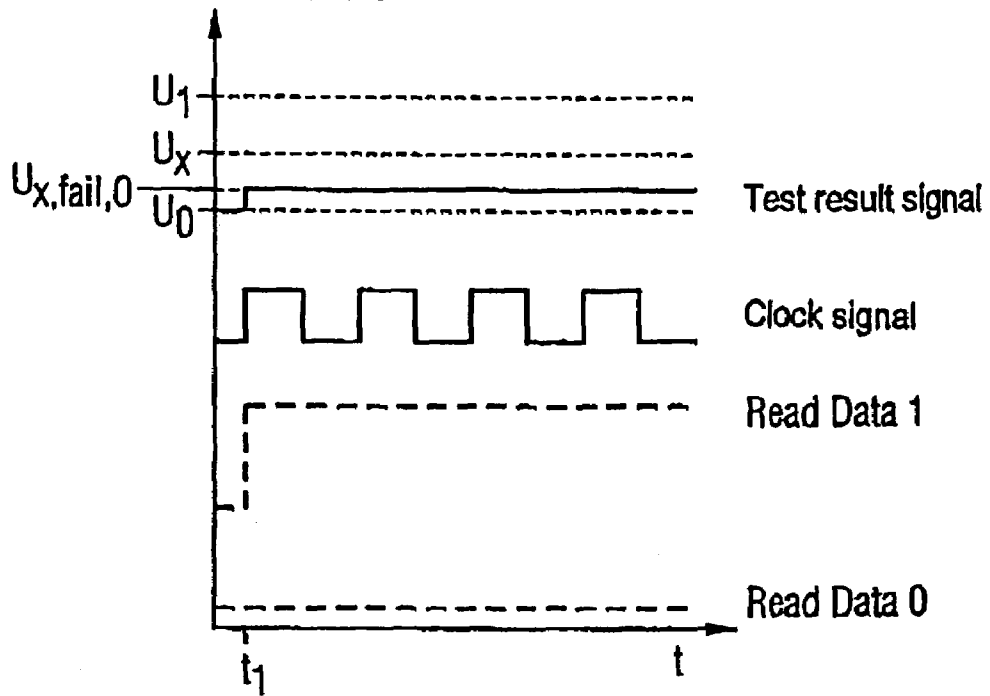 U1
UX
UX,fail,0
U0
Test result signal
Clock signal
Read Data 1
Read Data 0
t1
t